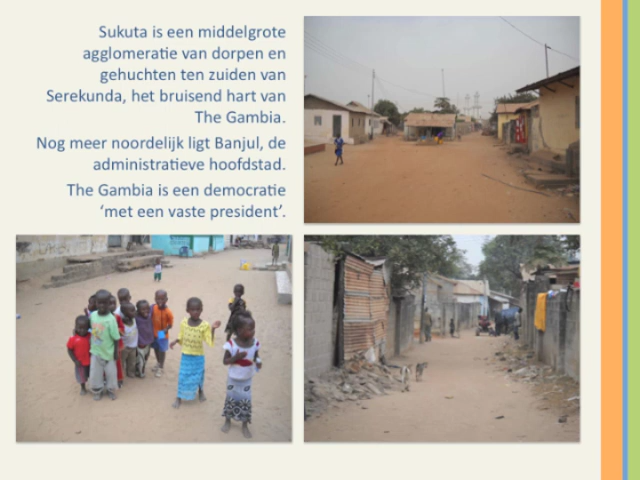 Sukuta is een middelgrote
agglomeratie van dorpen en
gehuchten ten zuiden van
Serekunda, het bruisend hart van
The Gambia.
Nog meer noordelijk ligt Banjul, de
administratieve hoofdstad.
The Gambia is een democratie
‘met een vaste president’.